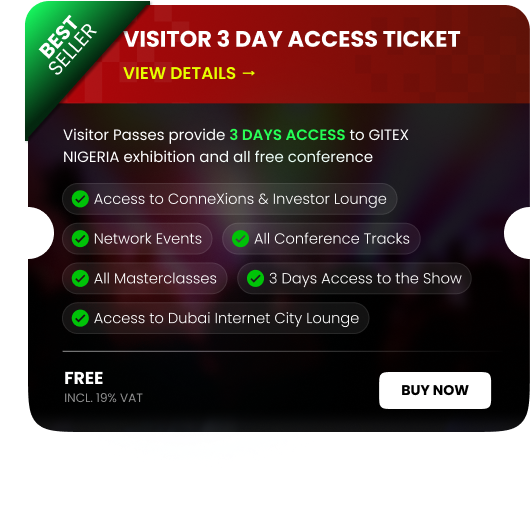 BEST
SELLER
VISITOR 3 DAY ACCESS TICKET
VIEW DETAILS →
Visitor Passes provide 3 DAYS ACCESS to GITEX
NIGERIA exhibition and all free conference
Access to ConneXions & Investor Lounge
Network Events
All Conference Tracks
All Masterclasses
3 Days Access to the Show
Access to Dubai Internet City Lounge
FREE
INCL. 19% VAT
BUY NOW